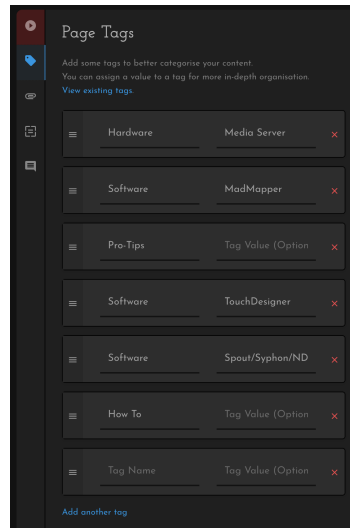 Page Tags
Add some tags to better categorise your content.
You can assign a value to a tag for more in-depth organisation.
View existing tags.
Hardware Media Server
Software MadMapper
Pro-Tips Tag Value (Option
Software TouchDesigner
Software Spout/Syphon/ND
How To Tag Value (Option
Tag Name Tag Value (Option
Add another tag